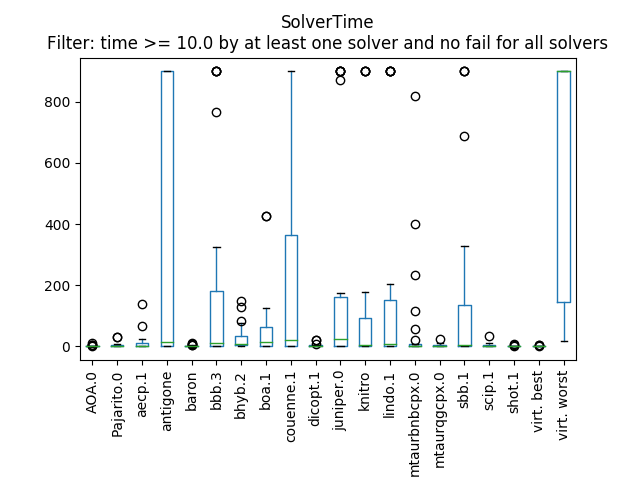 SolverTime
Filter: time >= 10.0 by at least one solver and no fail for all solvers
800
600
400
200
0
AOA.0
Pajarito.0
aecp.1
antigone
baron
bbb.3
bhyb.2
boa.1
couenne.1
dicopt.1
juniper.0
knitro
lindo.1
mtaurbnbcpx.0
mtaurqgcpx.0
sbb.1
scip.1
shot.1
virt. best
virt. worst